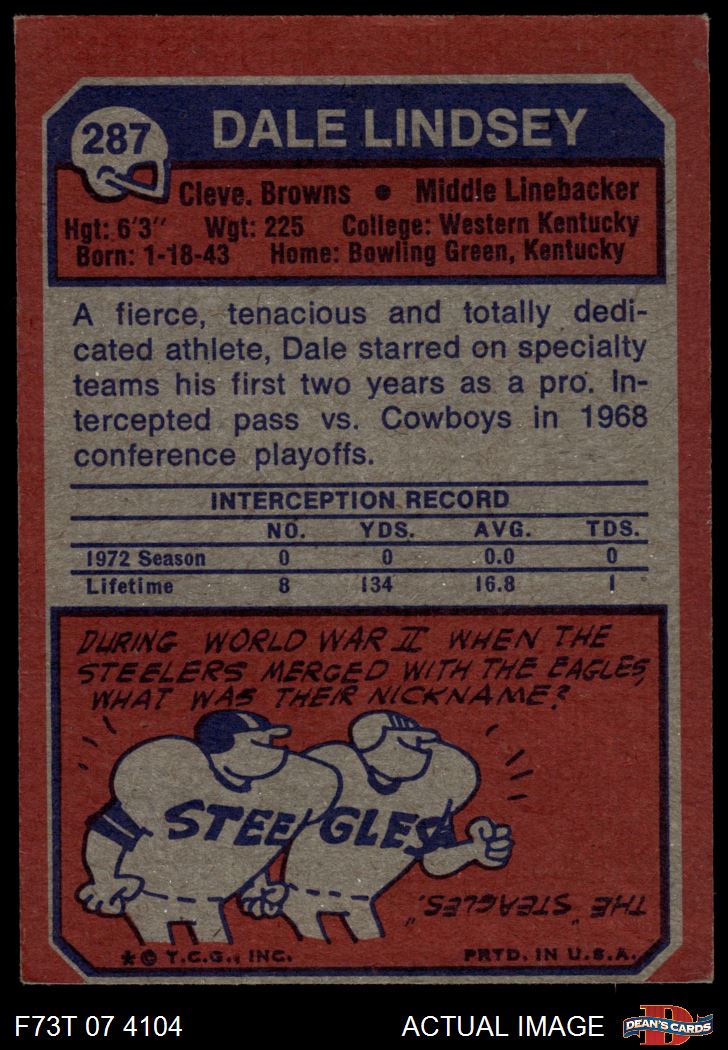 287
DALE LINDSEY
Cleve. Browns • Middle Linebacker
Hgt: 6'3" Wgt: 225 College: Western Kentucky
Born: 1-18-43 Home: Bowling Green, Kentucky
A fierce, tenacious and totally dedi-
cated athlete, Dale starred on specialty
teams his first two years as a pro. In-
tercepted pass vs. Cowboys in 1968
conference playoffs.
INTERCEPTION RECORD
NO. YDS. AVG. TDS.
1972 Season 0 0 0.0 0
Lifetime 8 134 16.8 1
DURING WORLD WAR II WHEN THE
STEELERS MERGED WITH THE EAGLES,
WHAT WAS THEIR NICKNAME?
STEE GLES
THE "STEAGLES."
* © T.C.G., INC. PRTD. IN U.S.A.
F73T 07 4104 ACTUAL IMAGE
D
DEAN'S CARDS